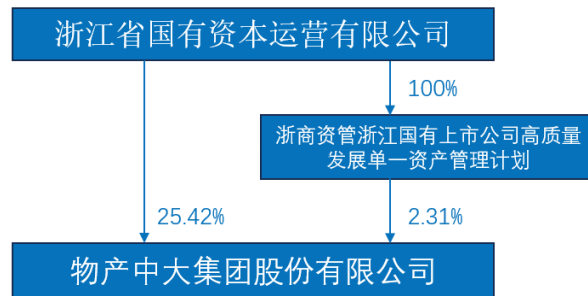 浙江省国有资本运营有限公司
100%
浙商资管浙江国有上市公司高质量
发展单一资产管理计划
25.42%
2.31%
物产中大集团股份有限公司